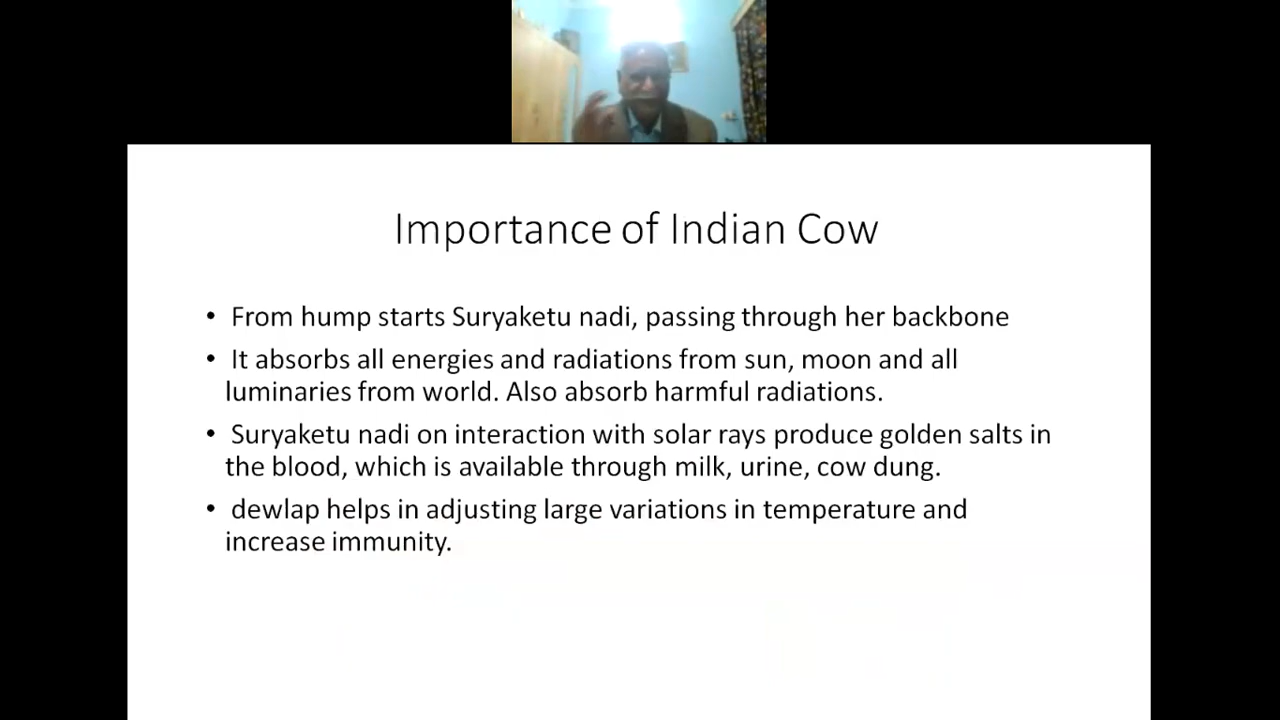 Importance of Indian Cow
• From hump starts Suryaketu nadi, passing through her backbone
• It absorbs all energies and radiations from sun, moon and all
luminaries from world. Also absorb harmful radiations.
• Suryaketu nadi on interaction with solar rays produce golden salts in
the blood, which is available through milk, urine, cow dung.
• dewlap helps in adjusting large variations in temperature and
increase immunity.